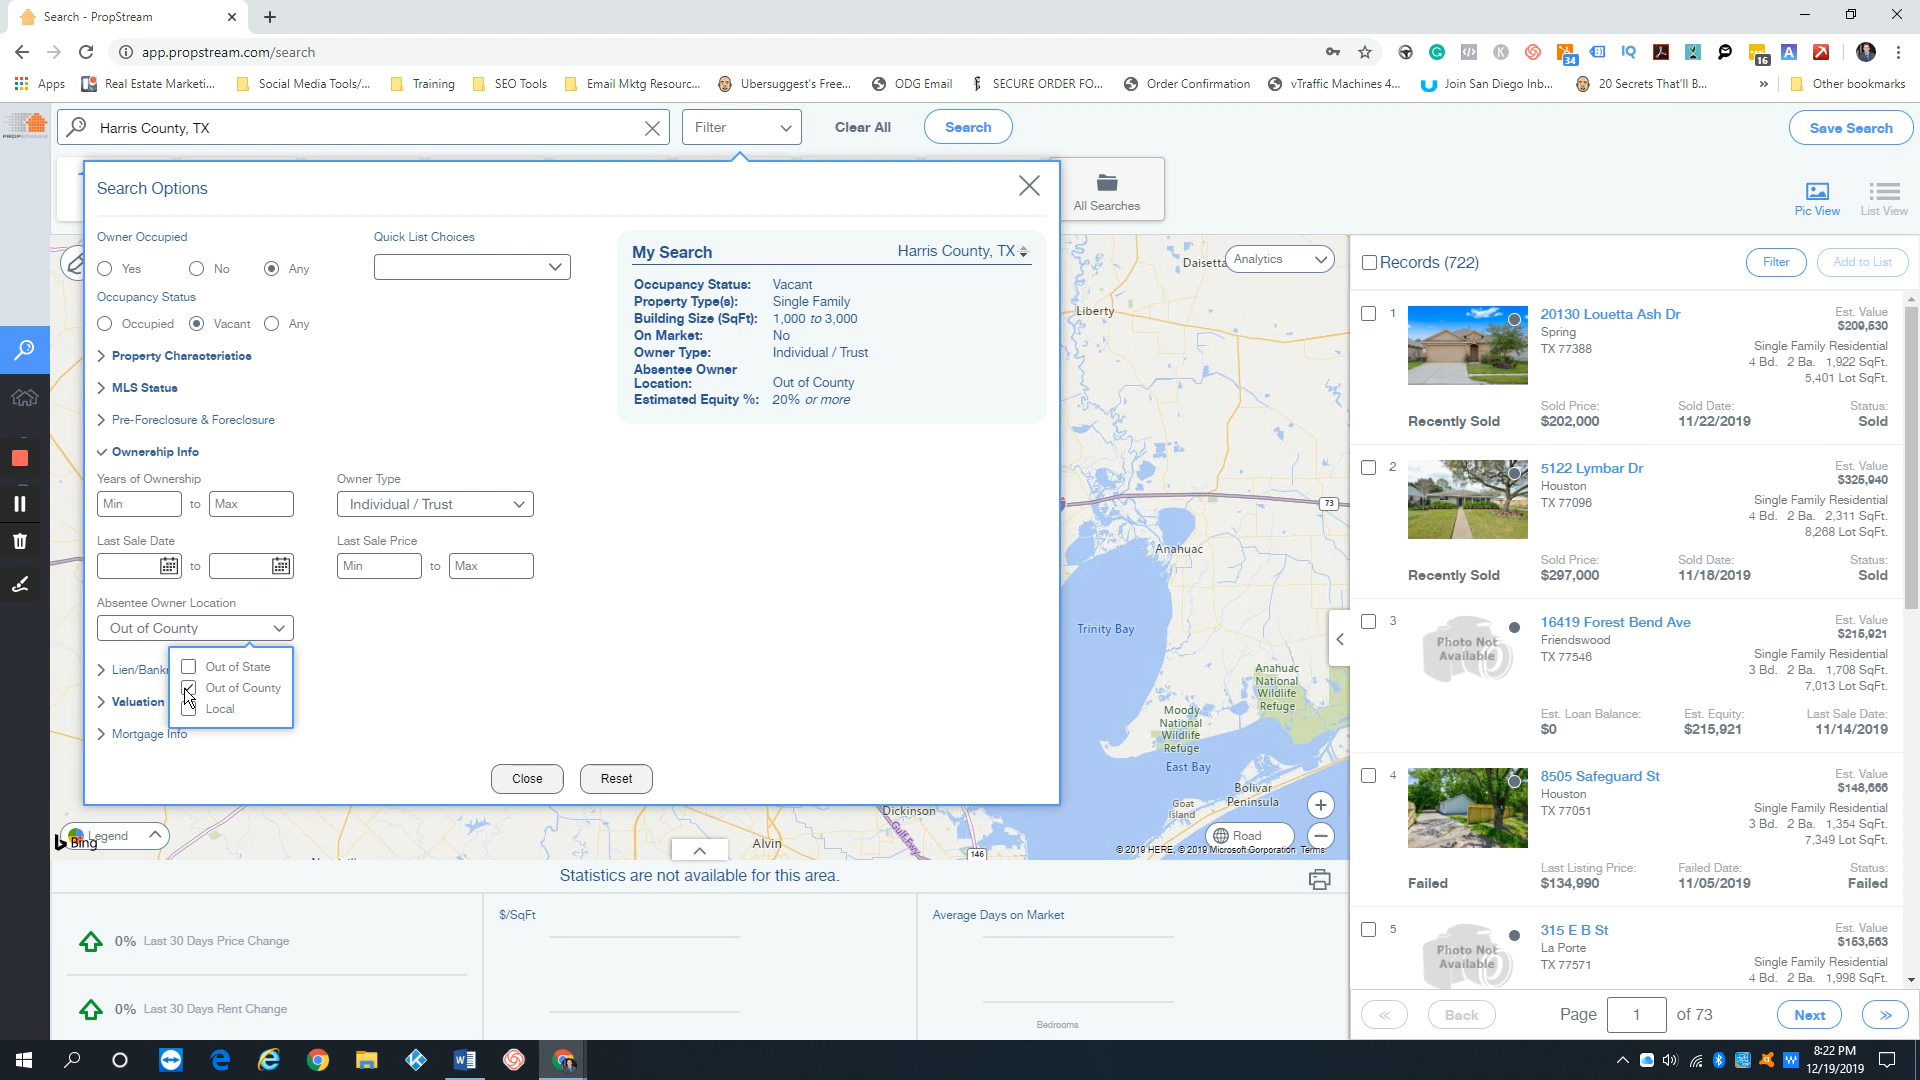 Search - PropStream
app.propstream.com/search
34
16
Apps
Real Estate Marketi...
Social Media Tools/...
Training
SEO Tools
Email Mktg Resourc...
Ubersuggest's Free...
ODG Email
SECURE ORDER FO...
Order Confirmation
vTraffic Machines 4...
Join San Diego Inb...
20 Secrets That'll B...
Other bookmarks
PROPSTREAM
Harris County, TX
Filter
Clear All
Search
Save Search
All Searches
Pic View
List View
Search Options
Owner Occupied
Yes
No
Any
Quick List Choices
Occupancy Status
Occupied
Vacant
Any
Property Characteristics
MLS Status
Pre-Foreclosure & Foreclosure
Ownership Info
Years of Ownership
Min
to
Max
Owner Type
Individual / Trust
Last Sale Date
to
Last Sale Price
Min
to
Max
Absentee Owner Location
Out of County
Out of State
Out of County
Local
Lien/Bankr
Valuation
Mortgage Info
Close
Reset
My Search
Harris County, TX
Occupancy Status: Vacant
Property Type(s): Single Family
Building Size (SqFt): 1,000 to 3,000
On Market: No
Owner Type: Individual / Trust
Absentee Owner
Location: Out of County
Estimated Equity %: 20% or more
Daisetta
Analytics
Liberty
73
Anahuac
Trinity Bay
Anahuac
National
Wildlife
Refuge
Moody
National
Wildlife
Refuge
East Bay
Bolivar
Peninsula
Goat
Island
Dickinson
Gulf Fwy
Alvin
146
Road
© 2019 HERE, © 2019 Microsoft Corporation Terms
Legend
Bing
Statistics are not available for this area.
0% Last 30 Days Price Change
0% Last 30 Days Rent Change
$/SqFt
Average Days on Market
Bedrooms
Records (722)
Filter
Add to List
1
20130 Louetta Ash Dr
Spring
TX 77388
Est. Value
$209,530
Single Family Residential
4 Bd. 2 Ba. 1,922 SqFt.
5,401 Lot SqFt.
Recently Sold
Sold Price:
$202,000
Sold Date:
11/22/2019
Status:
Sold
2
5122 Lymbar Dr
Houston
TX 77096
Est. Value
$325,940
Single Family Residential
4 Bd. 2 Ba. 2,311 SqFt.
8,268 Lot SqFt.
Recently Sold
Sold Price:
$297,000
Sold Date:
11/18/2019
Status:
Sold
3
Photo Not
Available
16419 Forest Bend Ave
Friendswood
TX 77546
Est. Value
$215,921
Single Family Residential
3 Bd. 2 Ba. 1,708 SqFt.
7,013 Lot SqFt.
Est. Loan Balance:
$0
Est. Equity:
$215,921
Last Sale Date:
11/14/2019
4
8505 Safeguard St
Houston
TX 77051
Est. Value
$148,666
Single Family Residential
3 Bd. 2 Ba. 1,354 SqFt.
7,349 Lot SqFt.
Failed
Last Listing Price:
$134,990
Failed Date:
11/05/2019
Status:
Failed
5
Photo Not
Available
315 E B St
La Porte
TX 77571
Est. Value
$153,563
Single Family Residential
4 Bd. 2 Ba. 1,998 SqFt.
Back
Page
1
of 73
Next
8:22 PM
12/19/2019